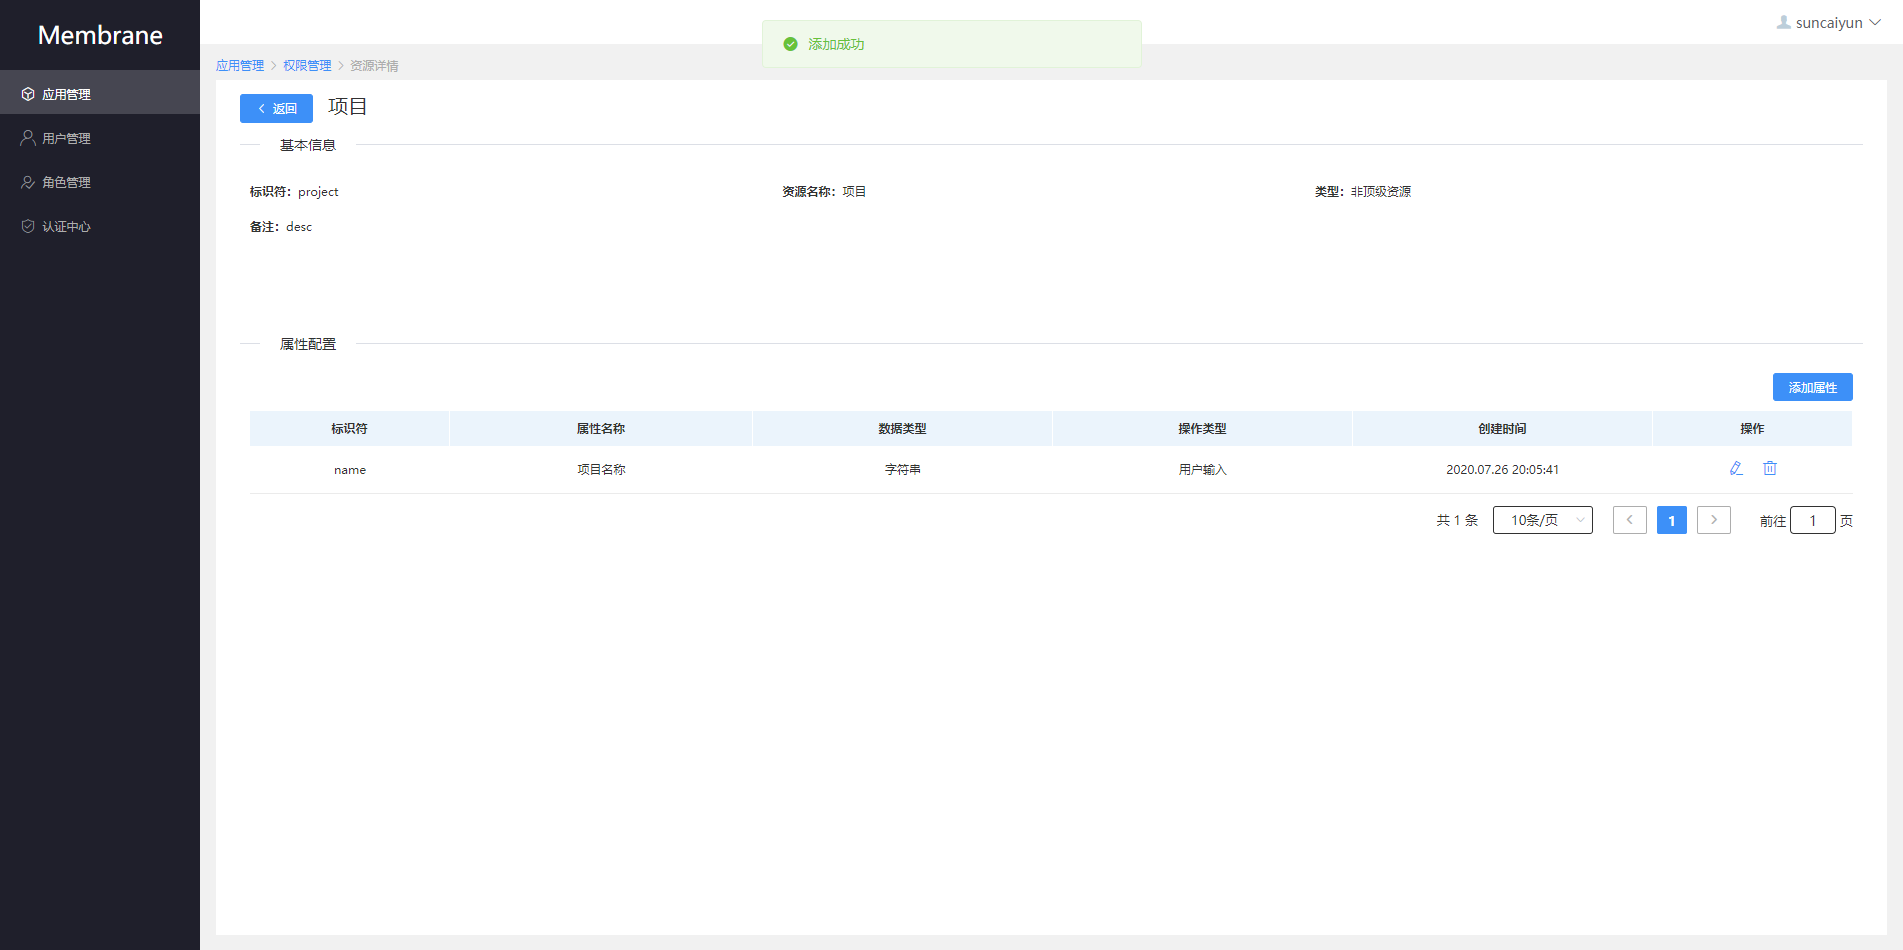 Membrane
应用管理
用户管理
角色管理
认证中心
suncaiyun
添加成功
应用管理 > 权限管理 > 资源详情
返回 项目
基本信息
标识符：project 资源名称：项目 类型：非顶级资源
备注：desc
属性配置
添加属性
标识符 属性名称 数据类型 操作类型 创建时间 操作
name 项目名称 字符串 用户输入 2020.07.26 20:05:41
共 1 条 10条/页 1 前往 1 页